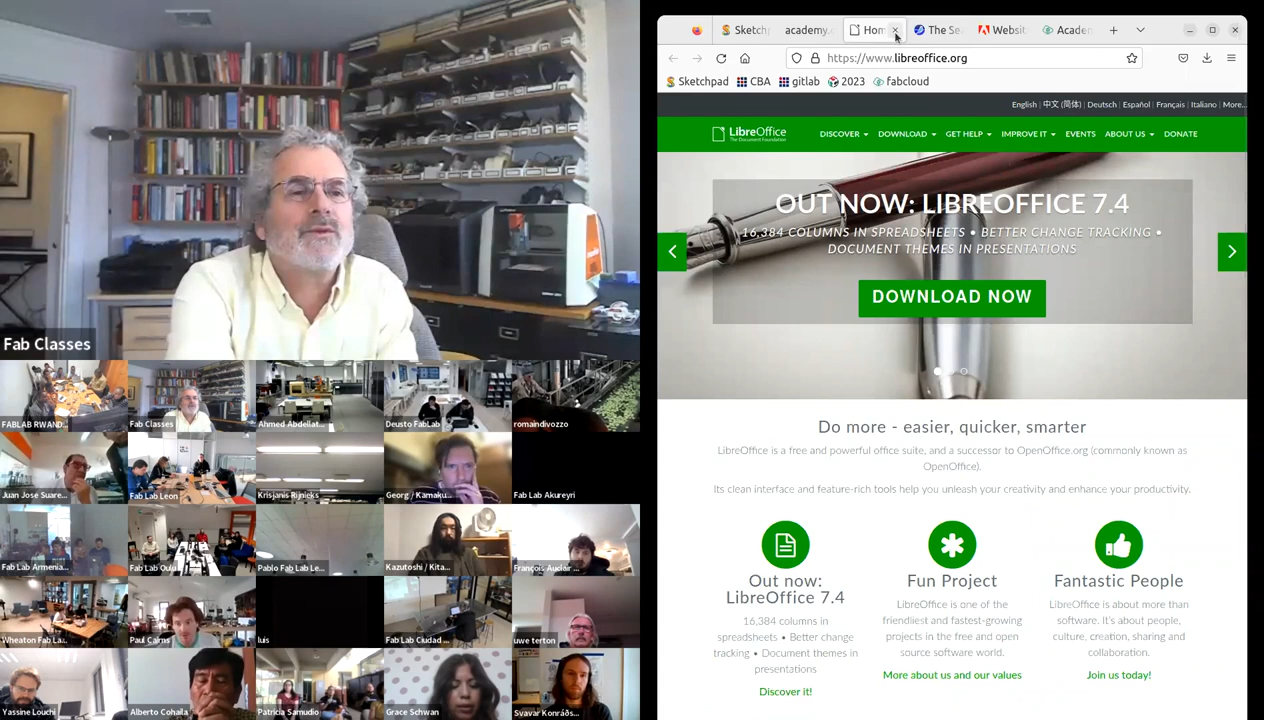 Fab Classes
FABLAB RWAND...
Fab Classes
Ahmed Abdellat...
Deusto FabLab
romaindivozzo
Juan Jose Suare...
Fab Lab Leon
Krisjanis Rijnieks
Georg / Kamaku...
Fab Lab Akureyri
Fab Lab Armenia...
Fab Lab Oulu
Pablo Fab Lab Le...
Kazutoshi / Kita...
François Auclair ...
Wheaton Fab La...
Paul Cairns
luis
Fab Lab Ciudad ...
uwe terton
Yassine Louchi
Alberto Cohaila
Patricia Samudio
Grace Schwan
Svavar Konráðs...
Sketchp
academy.
Hom
The Sea
Websit
Acaden
https://www.libreoffice.org
Sketchpad
CBA
gitlab
2023
fabcloud
English | 中文 (简体) | Deutsch | Español | Français | Italiano | More...
LibreOffice
The Document Foundation
DISCOVER
DOWNLOAD
GET HELP
IMPROVE IT
EVENTS
ABOUT US
DONATE
OUT NOW: LIBREOFFICE 7.4
16,384 COLUMNS IN SPREADSHEETS • BETTER CHANGE TRACKING •
DOCUMENT THEMES IN PRESENTATIONS
DOWNLOAD NOW
Do more - easier, quicker, smarter
LibreOffice is a free and powerful office suite, and a successor to OpenOffice.org (commonly known as
OpenOffice).
Its clean interface and feature-rich tools help you unleash your creativity and enhance your productivity.
Out now:
LibreOffice 7.4
16,384 columns in
spreadsheets • Better change
tracking • Document themes in
presentations
Discover it!
Fun Project
LibreOffice is one of the
friendliest and fastest-growing
projects in the free and open
source software world.
More about us and our values
Fantastic People
LibreOffice is about more than
software. It's about people,
culture, creation, sharing and
collaboration.
Join us today!